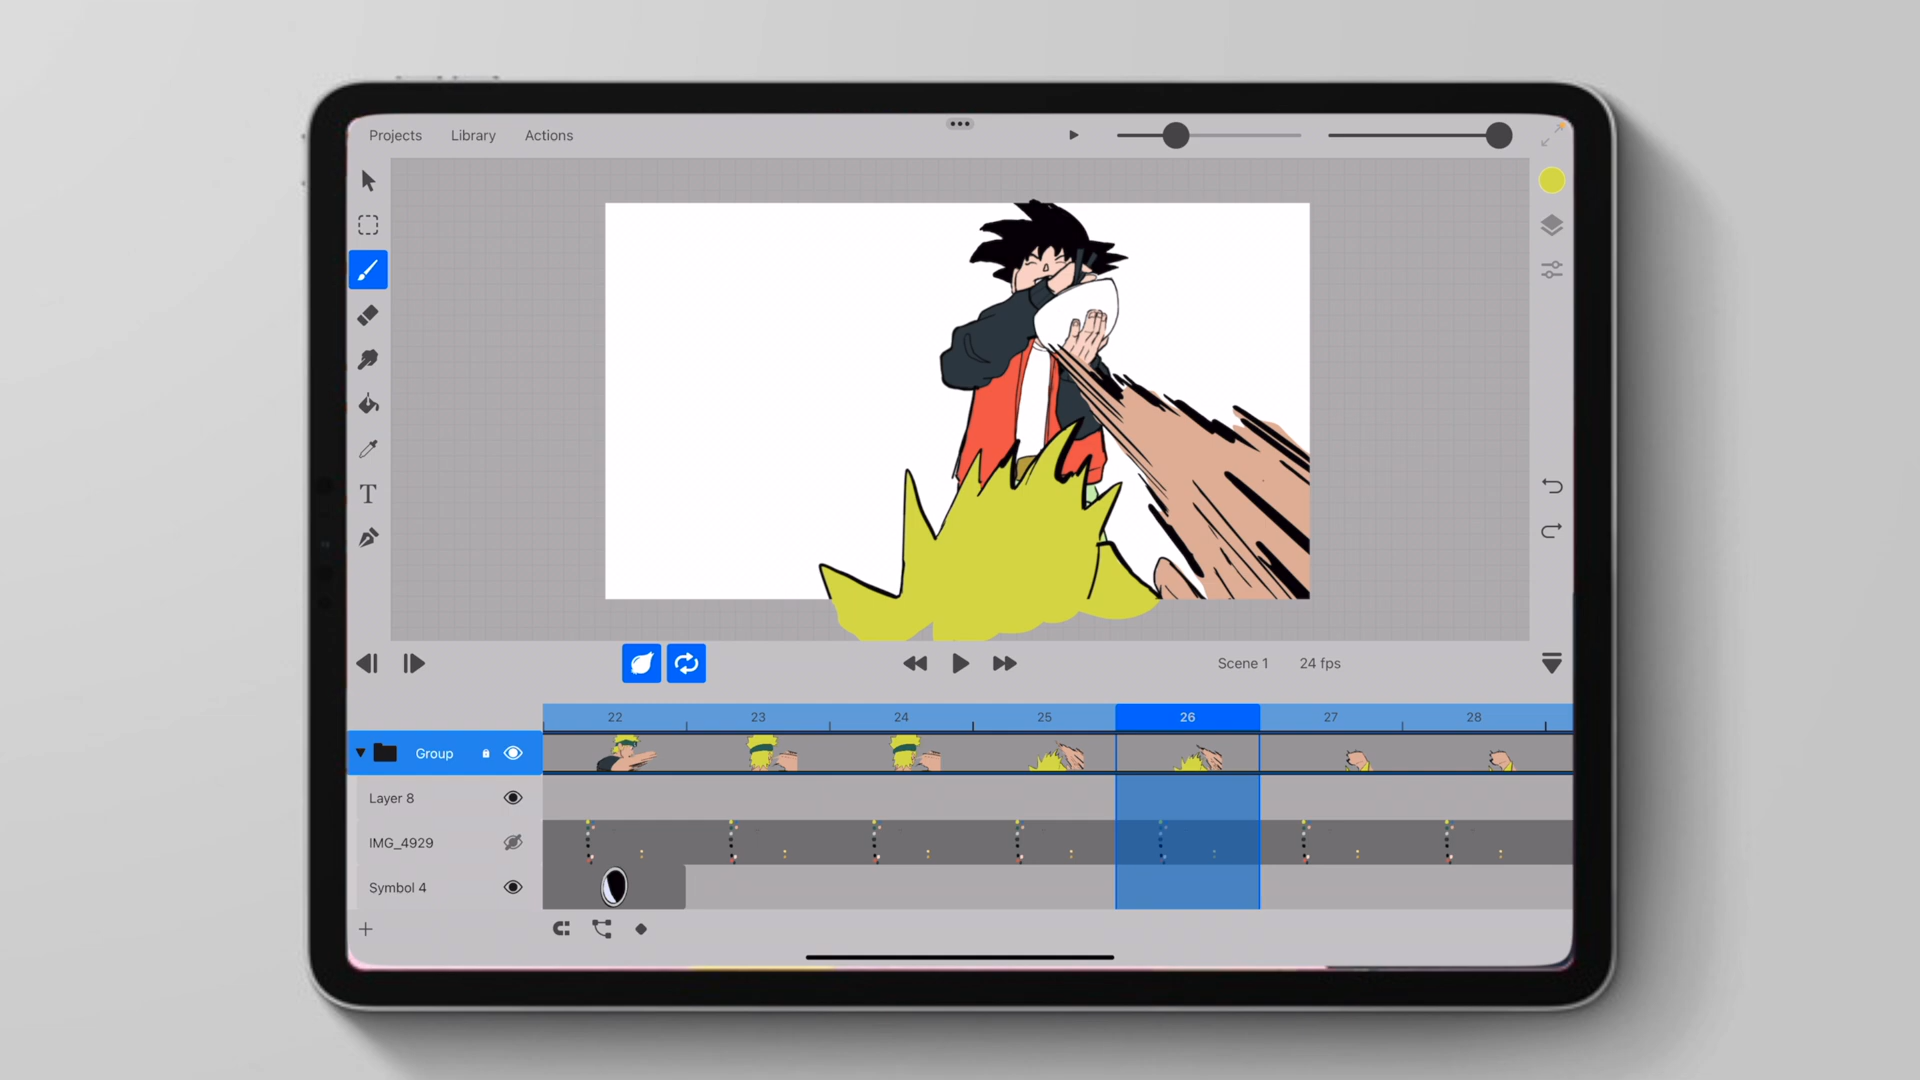 Projects Library Actions
T
Scene 1 24 fps
22 23 24 25 26 27 28
Group
Layer 8
IMG_4929
Symbol 4